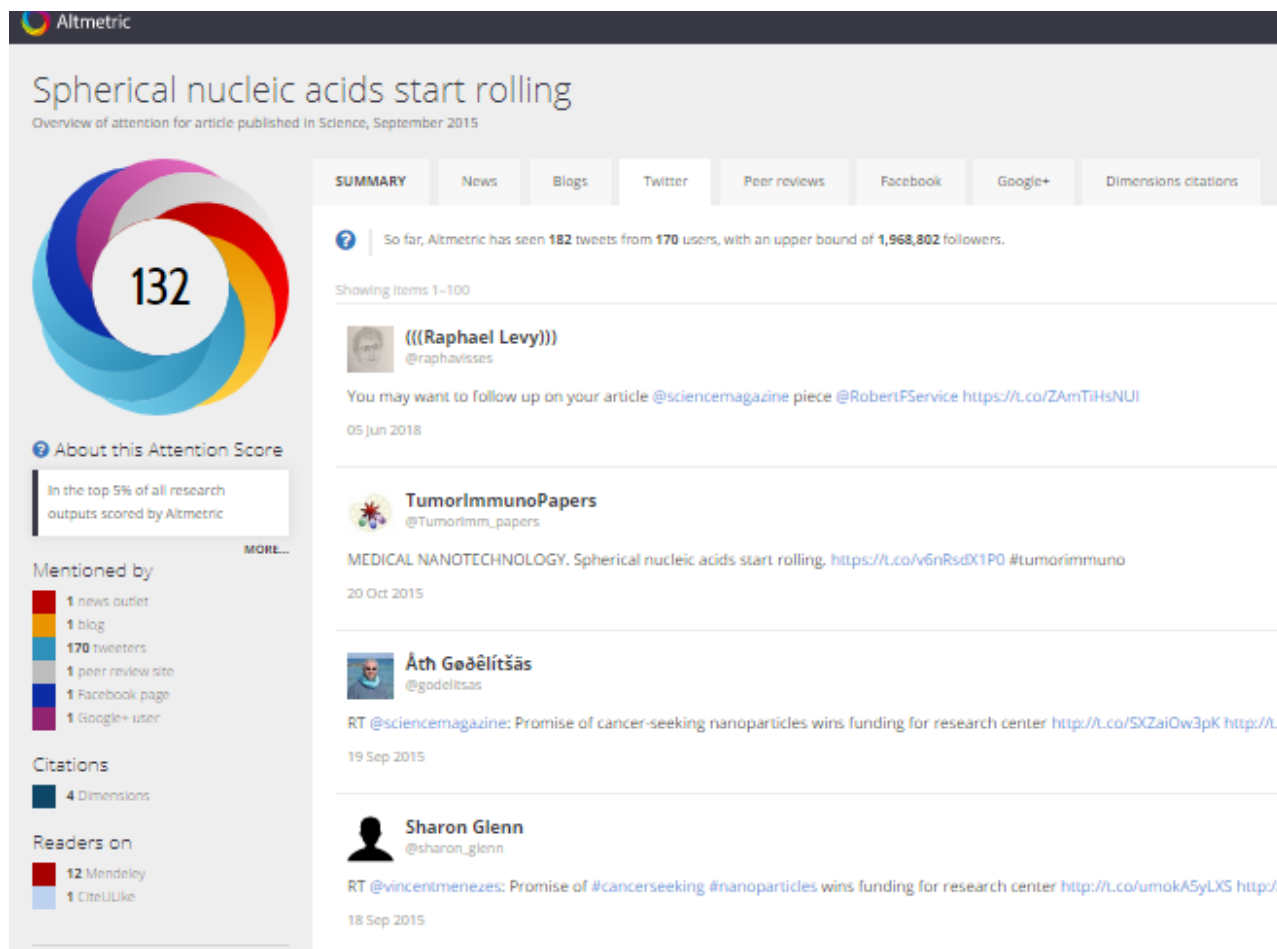 Altmetric
Spherical nucleic acids start rolling
Overview of attention for article published in Science, September 2015
132
About this Attention Score
In the top 5% of all research
outputs scored by Altmetric
MORE...
Mentioned by
1 news outlet
1 blog
170 tweeters
1 peer review site
1 Facebook page
1 Google+ user
Citations
4 Dimensions
Readers on
12 Mendeley
1 CiteULike
SUMMARY News Blogs Twitter Peer reviews Facebook Google+ Dimensions citations
? So far, Altmetric has seen 182 tweets from 170 users, with an upper bound of 1,968,802 followers.
Showing items 1–100
(((Raphael Levy)))
@raphavisses
You may want to follow up on your article @sciencemagazine piece @RobertFService https://t.co/ZAmTiHsNUI
05 Jun 2018
TumorImmunoPapers
@TumorImm_papers
MEDICAL NANOTECHNOLOGY. Spherical nucleic acids start rolling. https://t.co/v6nRsdX1P0 #tumorimmuno
20 Oct 2015
Åth Gøðêlítšäs
@godelitsas
RT @sciencemagazine: Promise of cancer-seeking nanoparticles wins funding for research center http://t.co/SXZaiOw3pK http://t.
19 Sep 2015
Sharon Glenn
@sharon_glenn
RT @vincentmenezes: Promise of #cancerseeking #nanoparticles wins funding for research center http://t.co/umokA5yLXS http://
18 Sep 2015